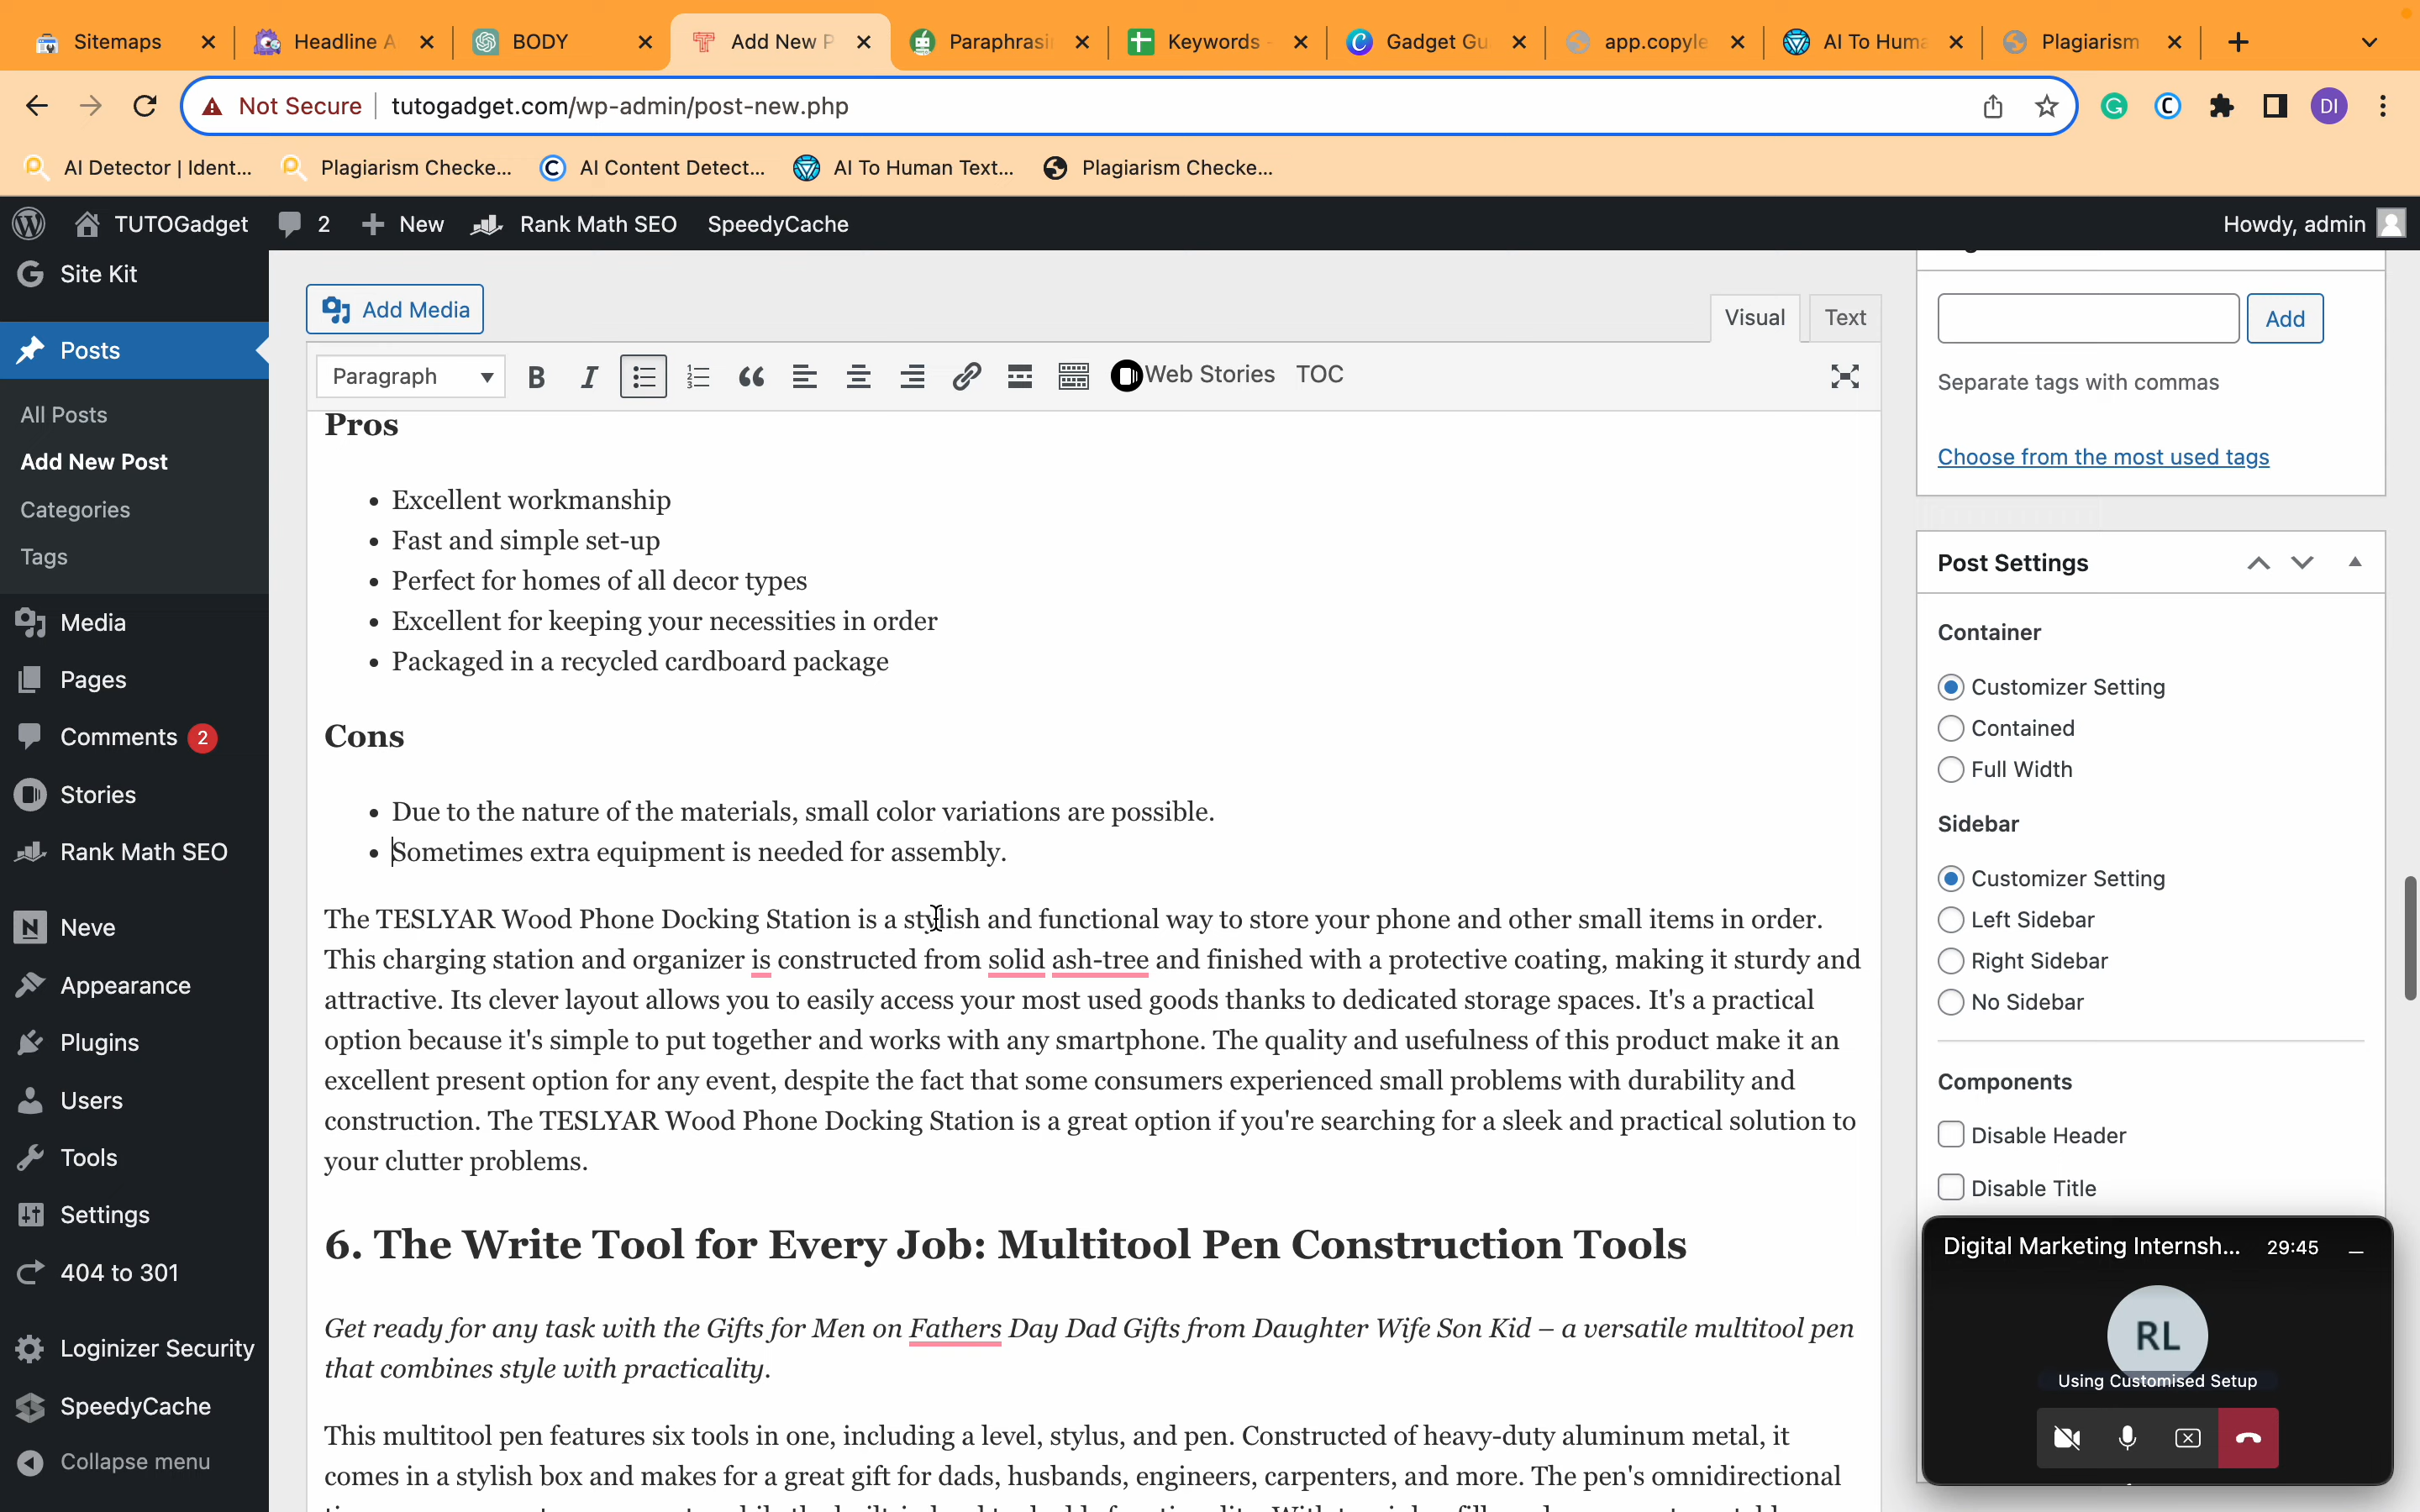 Sitemaps
Headline A
BODY
Add New P
Paraphrasi
Keywords -
Gadget Gu
app.copyle
AI To Huma
Plagiarism
Not Secure
tutogadget.com/wp-admin/post-new.php
DI
AI Detector | Ident...
Plagiarism Checke...
AI Content Detect...
AI To Human Text...
Plagiarism Checke...
TUTOGadget
2
New
Rank Math SEO
SpeedyCache
Howdy, admin
Site Kit
Posts
All Posts
Add New Post
Categories
Tags
Media
Pages
Comments 2
Stories
Rank Math SEO
Neve
Appearance
Plugins
Users
Tools
Settings
404 to 301
Loginizer Security
SpeedyCache
Collapse menu
Add Media
Visual
Text
Paragraph
Web Stories
TOC
Pros
• Excellent workmanship
• Fast and simple set-up
• Perfect for homes of all decor types
• Excellent for keeping your necessities in order
• Packaged in a recycled cardboard package
Cons
• Due to the nature of the materials, small color variations are possible.
• Sometimes extra equipment is needed for assembly.
The TESLYAR Wood Phone Docking Station is a stylish and functional way to store your phone and other small items in order.
This charging station and organizer is constructed from solid ash-tree and finished with a protective coating, making it sturdy and
attractive. Its clever layout allows you to easily access your most used goods thanks to dedicated storage spaces. It's a practical
option because it's simple to put together and works with any smartphone. The quality and usefulness of this product make it an
excellent present option for any event, despite the fact that some consumers experienced small problems with durability and
construction. The TESLYAR Wood Phone Docking Station is a great option if you're searching for a sleek and practical solution to
your clutter problems.
6. The Write Tool for Every Job: Multitool Pen Construction Tools
Get ready for any task with the Gifts for Men on Fathers Day Dad Gifts from Daughter Wife Son Kid – a versatile multitool pen
that combines style with practicality.
This multitool pen features six tools in one, including a level, stylus, and pen. Constructed of heavy-duty aluminum metal, it
comes in a stylish box and makes for a great gift for dads, husbands, engineers, carpenters, and more. The pen's omnidirectional
Add
Separate tags with commas
Choose from the most used tags
Post Settings
Container
Customizer Setting
Contained
Full Width
Sidebar
Customizer Setting
Left Sidebar
Right Sidebar
No Sidebar
Components
Disable Header
Disable Title
Digital Marketing Internsh... 29:45
RL
Using Customised Setup